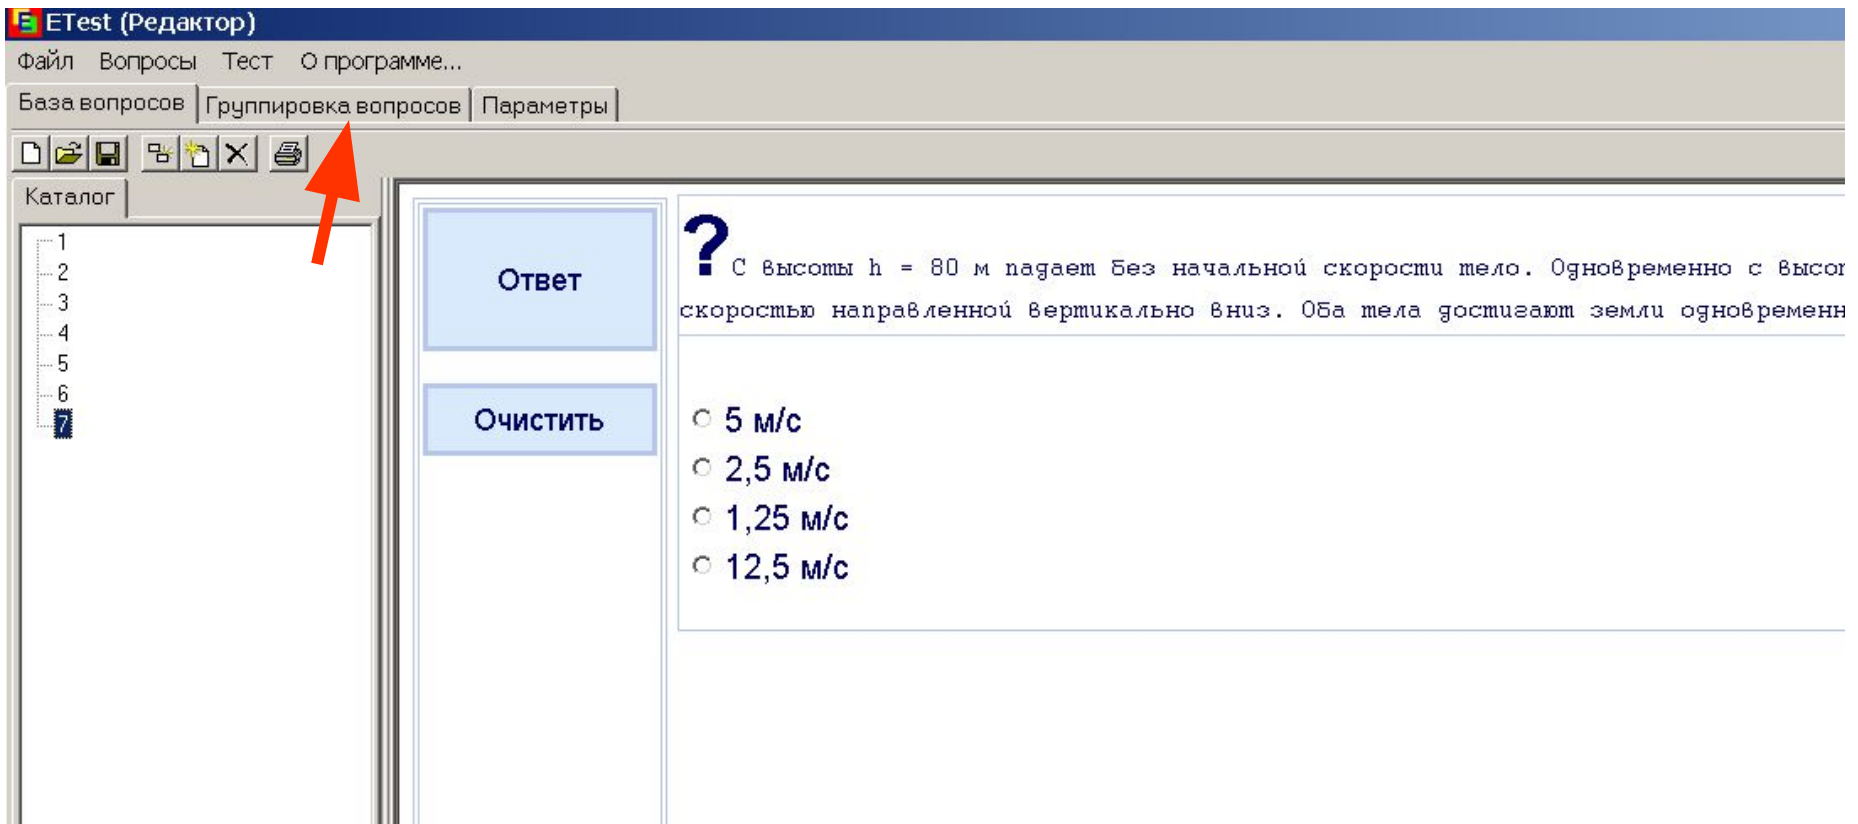 ETest (Редактор)
Файл Вопросы Тест О программе...
База вопросов Группировка вопросов Параметры
Каталог
1
2
3
4
5
6
7
Ответ
Очистить
? С высоты h = 80 м падает без начальной скорости тело. Одновременно с
скоростью направленной вертикально вниз. Оба тела достигают земли
5 м/с
2,5 м/с
1,25 м/с
12,5 м/с